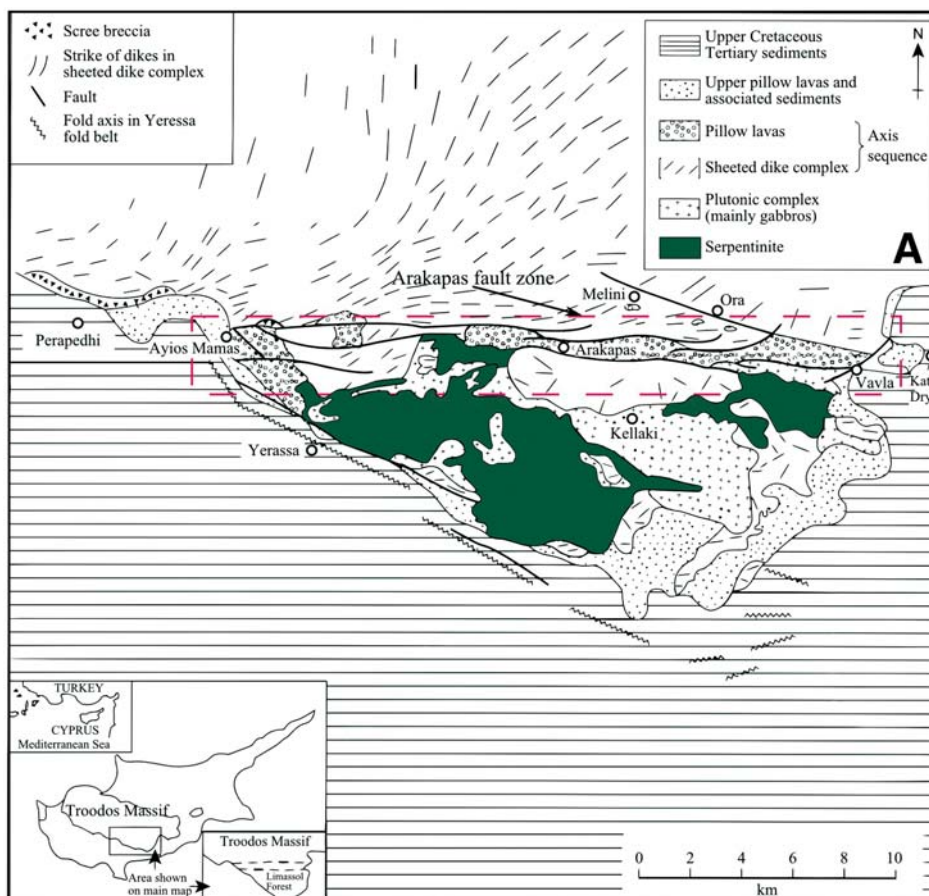 Scree breccia
Strike of dikes in
sheeted dike complex
Fault
Fold axis in Yeressa
fold belt
Upper Cretaceous
Tertiary sediments
Upper pillow lavas and
associated sediments
Pillow lavas
Sheeted dike complex
Axis
sequence
Plutonic complex
(mainly gabbros)
Serpentinite
N
A
Arakapas fault zone
Melini
Ora
Perapedhi
Ayios Mamas
Arakapas
Vavla
Kat
Dry
Kellaki
Yerassa
TURKEY
CYPRUS
Mediterranean Sea
Troodos Massif
Area shown
on main map
Troodos Massif
Limassol
Forest
0 2 4 6 8 10
km